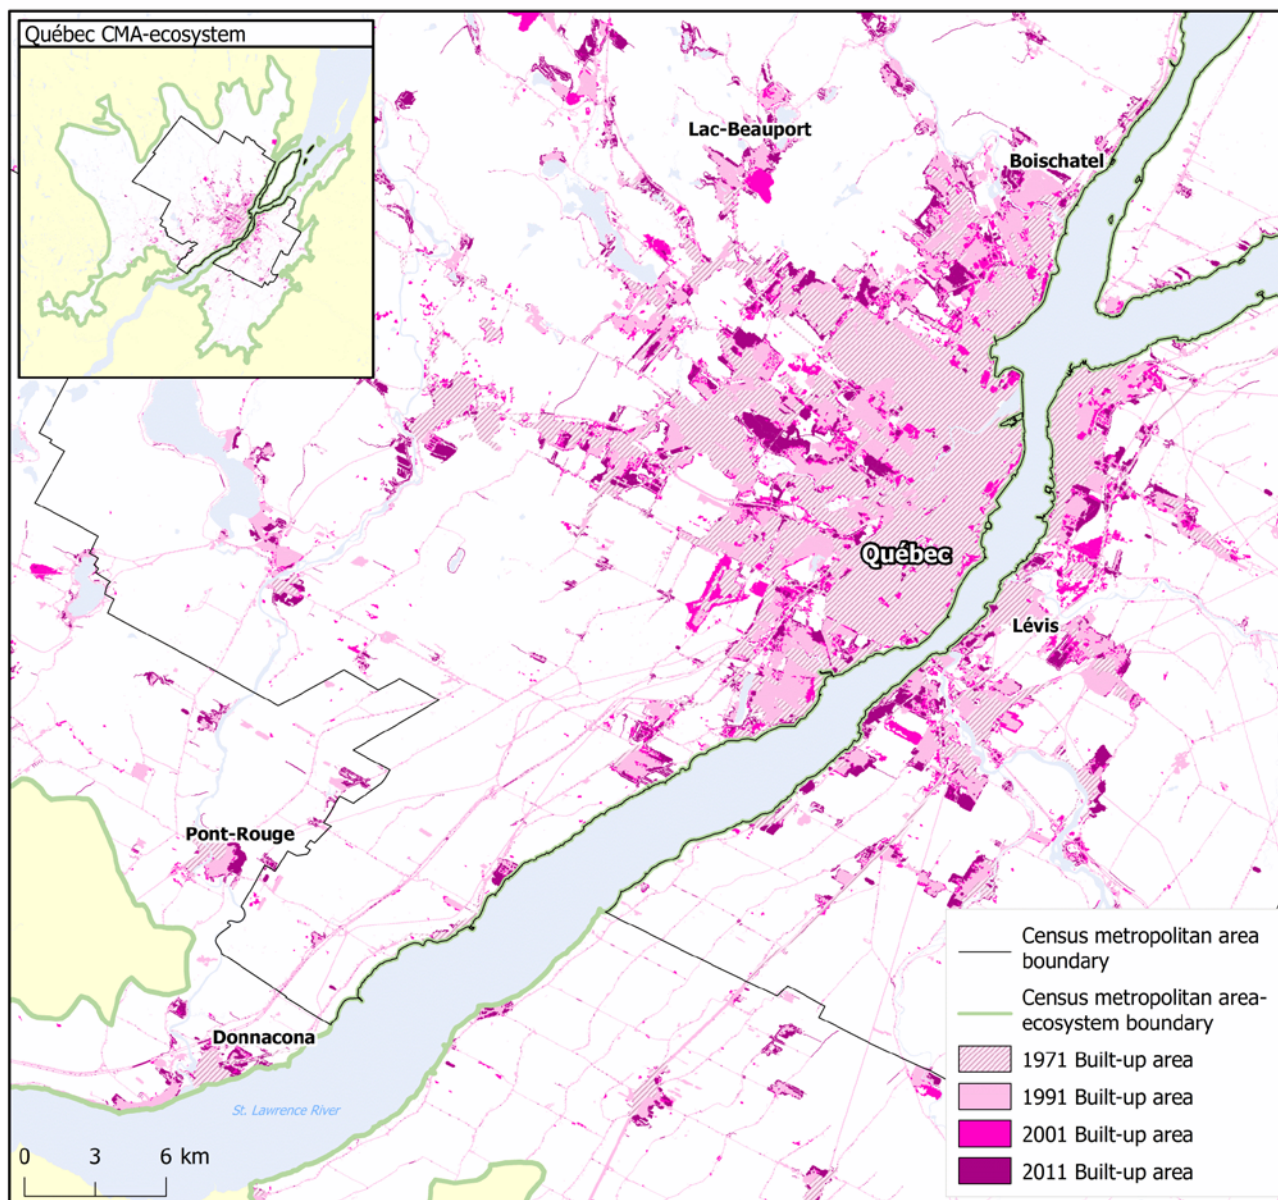 Québec CMA-ecosystem
Lac-Beauport
Boischatel
Québec
Lévis
Pont-Rouge
Donnacona
St. Lawrence River
0 3 6 km
Census metropolitan area
boundary
Census metropolitan area-
ecosystem boundary
1971 Built-up area
1991 Built-up area
2001 Built-up area
2011 Built-up area